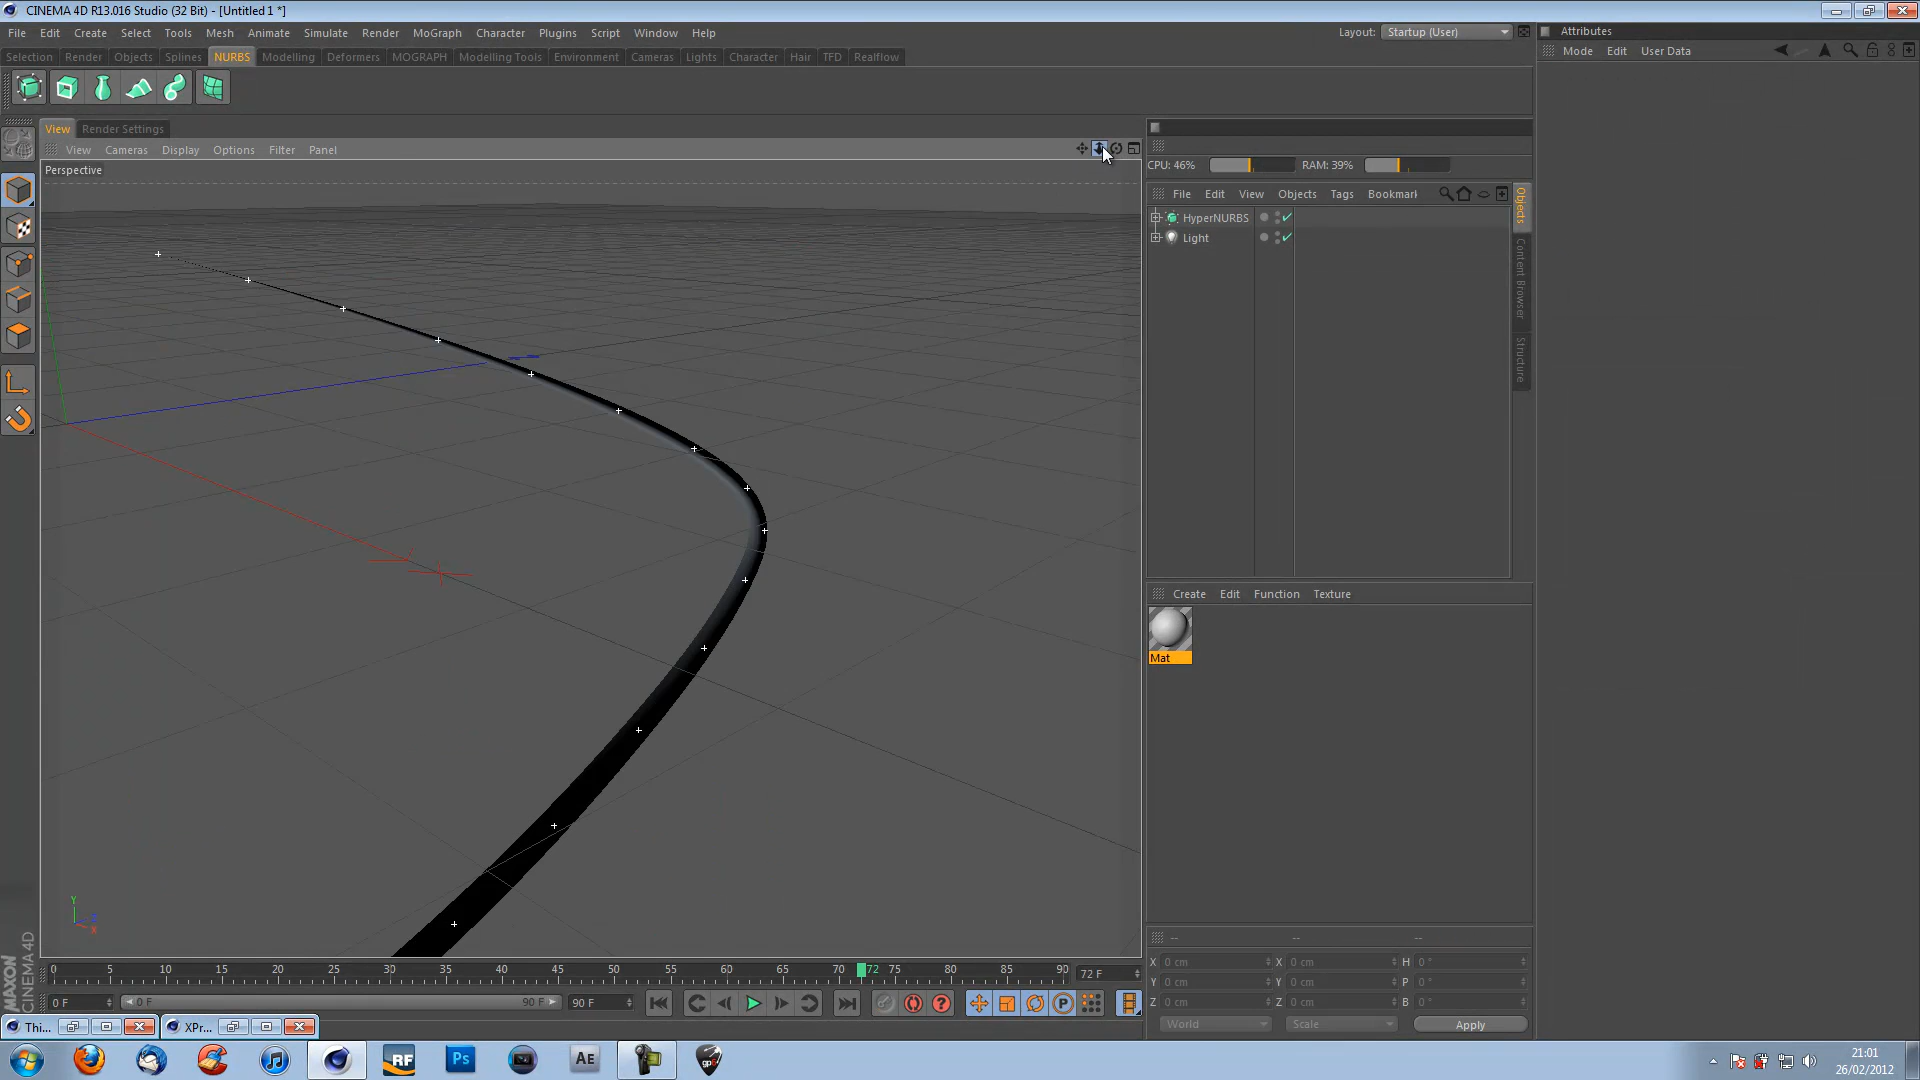 CINEMA 4D R13.016 Studio (32 Bit) - [Untitled 1 *]
File Edit Create Select Tools Mesh Animate Simulate Render MoGraph Character Plugins Script Window Help
Layout: Startup (User)
Attributes
Mode Edit User Data
Selection Render Objects Splines NURBS Modelling Deformers MOGRAPH Modelling Tools Environment Cameras Lights Character Hair TFD Realflow
View Render Settings
View Cameras Display Options Filter Panel
Perspective
CPU: 46% RAM: 39%
File Edit View Objects Tags Bookmark
HyperNURBS
Light
Objects
Content Browser
Structure
Create Edit Function Texture
Mat
Y
Z
X
-- -- --
X 0 cm X 0 cm H 0 °
Y 0 cm Y 0 cm P 0 °
Z 0 cm Z 0 cm B 0 °
World Scale Apply
0 5 10 15 20 25 30 35 40 45 50 55 60 65 70 72 75 80 85 90 72 F
0 F 0 F 90 F 90 F
P
MAXON
CINEMA 4D
Thi... XPr...
RF Ps Ae gp6
21:01
26/02/2012